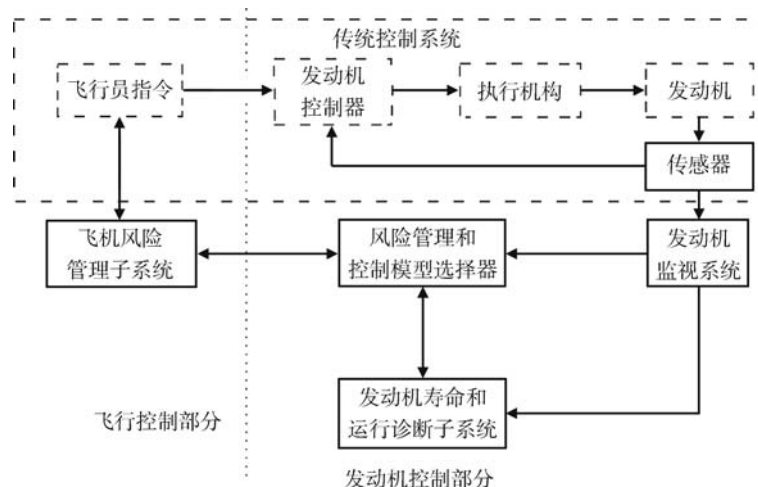 传统控制系统
飞行员指令
发动机
控制器
执行机构
发动机
传感器
飞机风险
管理子系统
风险管理和
控制模型选择器
发动机
监视系统
发动机寿命和
运行诊断子系统
飞行控制部分
发动机控制部分